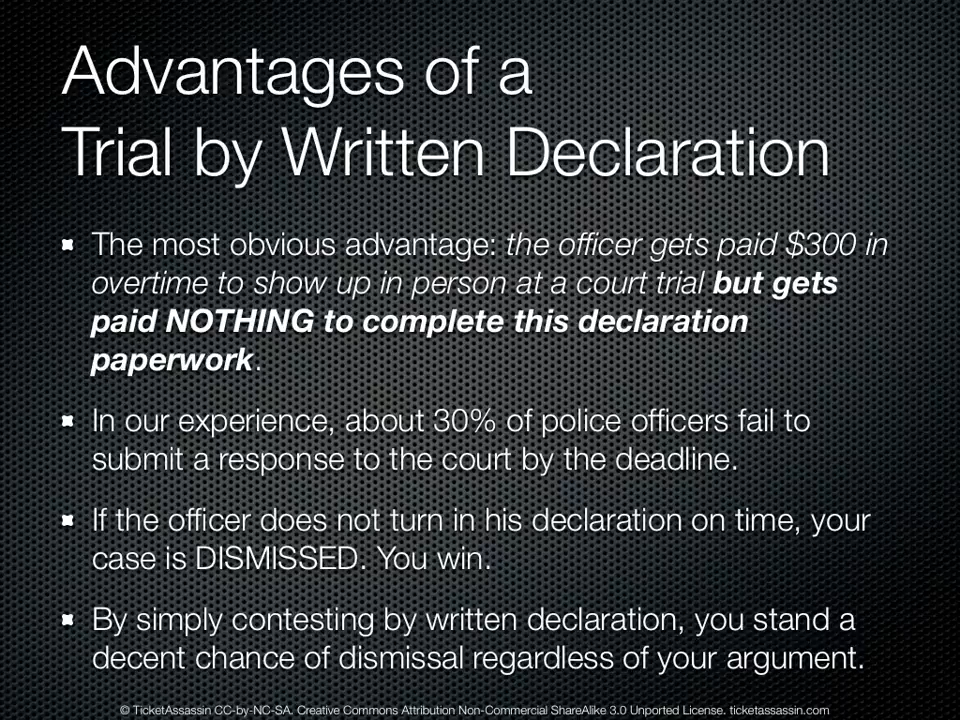 Advantages of a
Trial by Written Declaration
The most obvious advantage: the officer gets paid $300 in
overtime to show up in person at a court trial but gets
paid NOTHING to complete this declaration
paperwork.
In our experience, about 30% of police officers fail to
submit a response to the court by the deadline.
If the officer does not turn in his declaration on time, your
case is DISMISSED. You win.
By simply contesting by written declaration, you stand a
decent chance of dismissal regardless of your argument.
© TicketAssassin CC-by-NC-SA. Creative Commons Attribution Non-Commercial ShareAlike 3.0 Unported License. ticketassassin.com